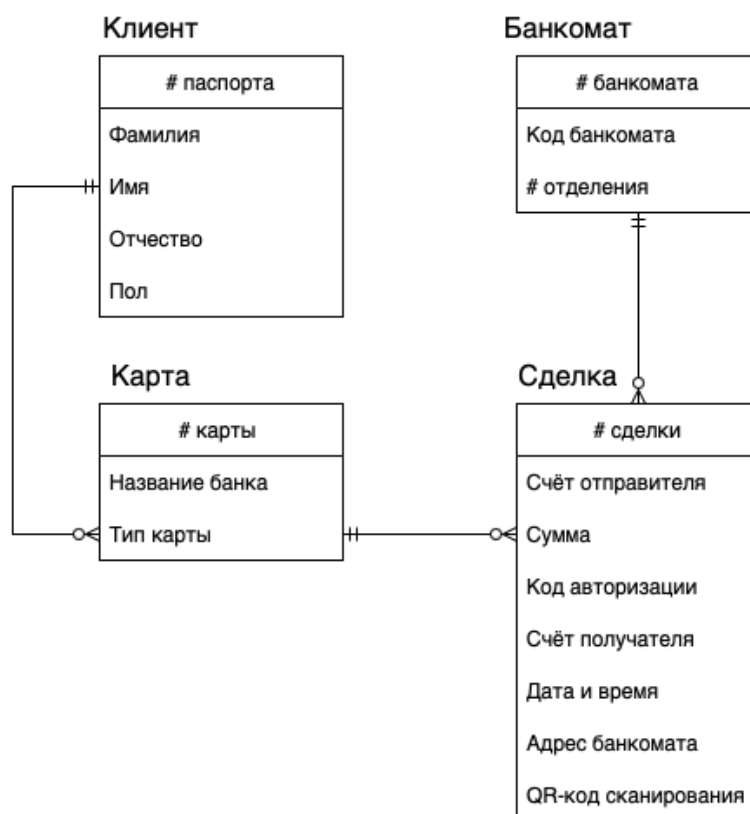 Клиент
# паспорта
Фамилия
Имя
Отчество
Пол
Банкомат
# банкомата
Код банкомата
# отделения
Карта
# карты
Название банка
Тип карты
Сделка
# сделки
Счёт отправителя
Сумма
Код авторизации
Счёт получателя
Дата и время
Адрес банкомата
QR-код сканирования